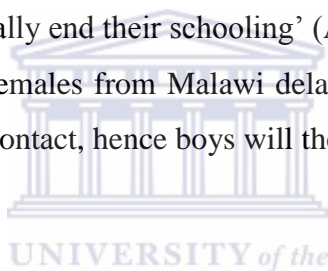 ally end their schooling’ (
emales from Malawi dela
ontact, hence boys will the
UNIVERSITY of the